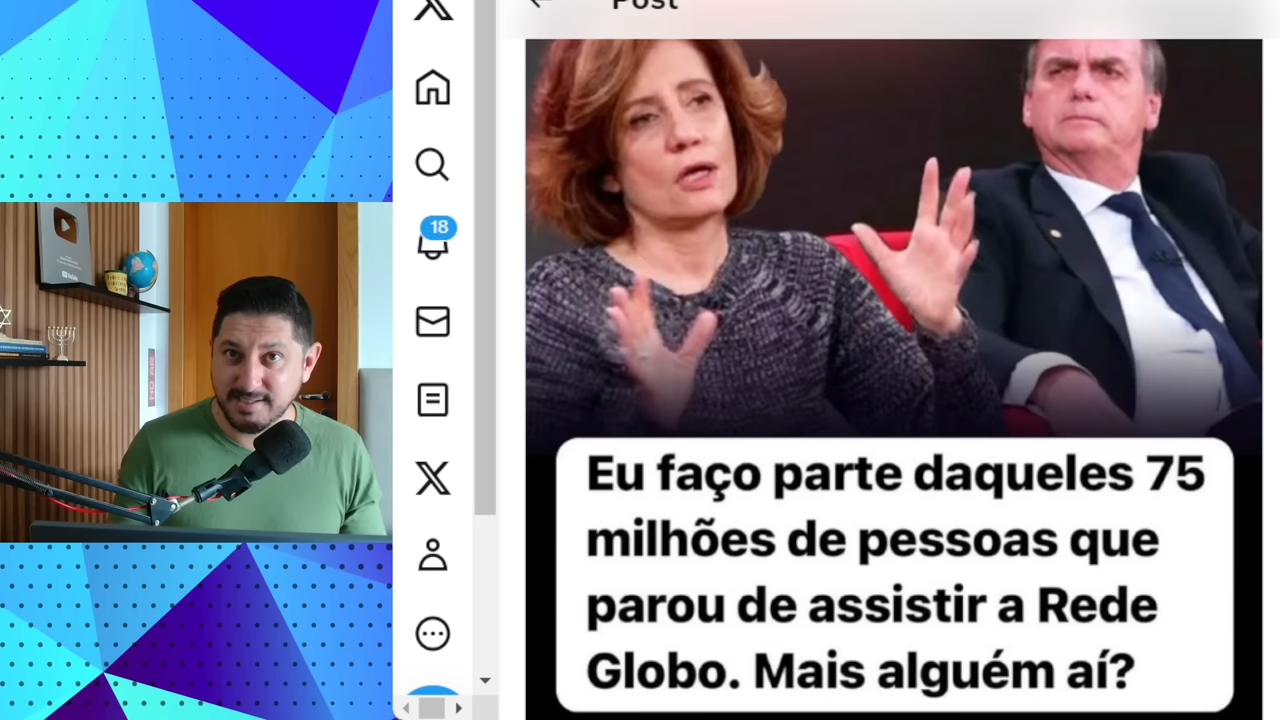 Post
18
Eu faço parte daqueles 75
milhões de pessoas que
parou de assistir a Rede
Globo. Mais alguém aí?